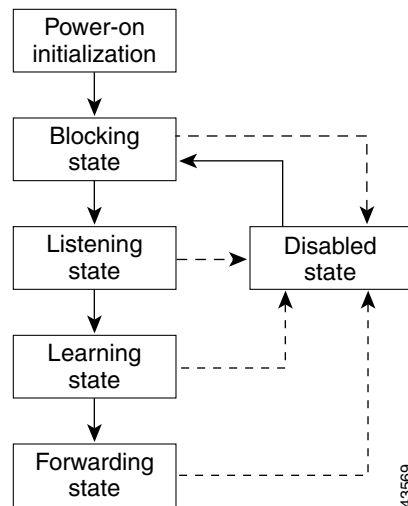 Power-on
initialization
Blocking
state
Listening
state
Disabled
state
Learning
state
Forwarding
state
43569